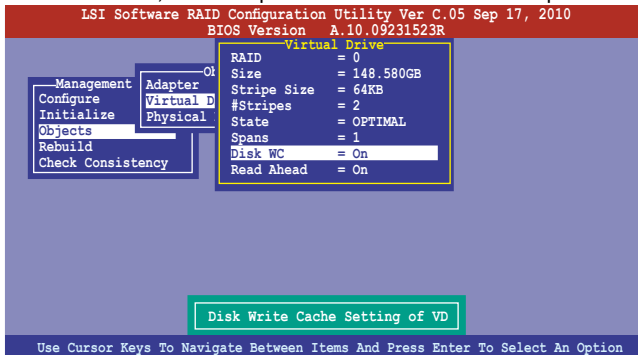 LSI Software RAID Configuration Utility Ver C.05 Sep 17, 2010
BIOS Version A.10.09231523R
Management
Configure
Initialize
Objects
Rebuild
Check Consistency
Adapter
Virtual D
Physical
Virtual Drive
RAID = 0
Size = 148.580GB
Stripe Size = 64KB
#Stripes = 2
State = OPTIMAL
Spans = 1
Disk WC = On
Read Ahead = On
Disk Write Cache Setting of VD
Use Cursor Keys To Navigate Between Items And Press Enter To Select An Option